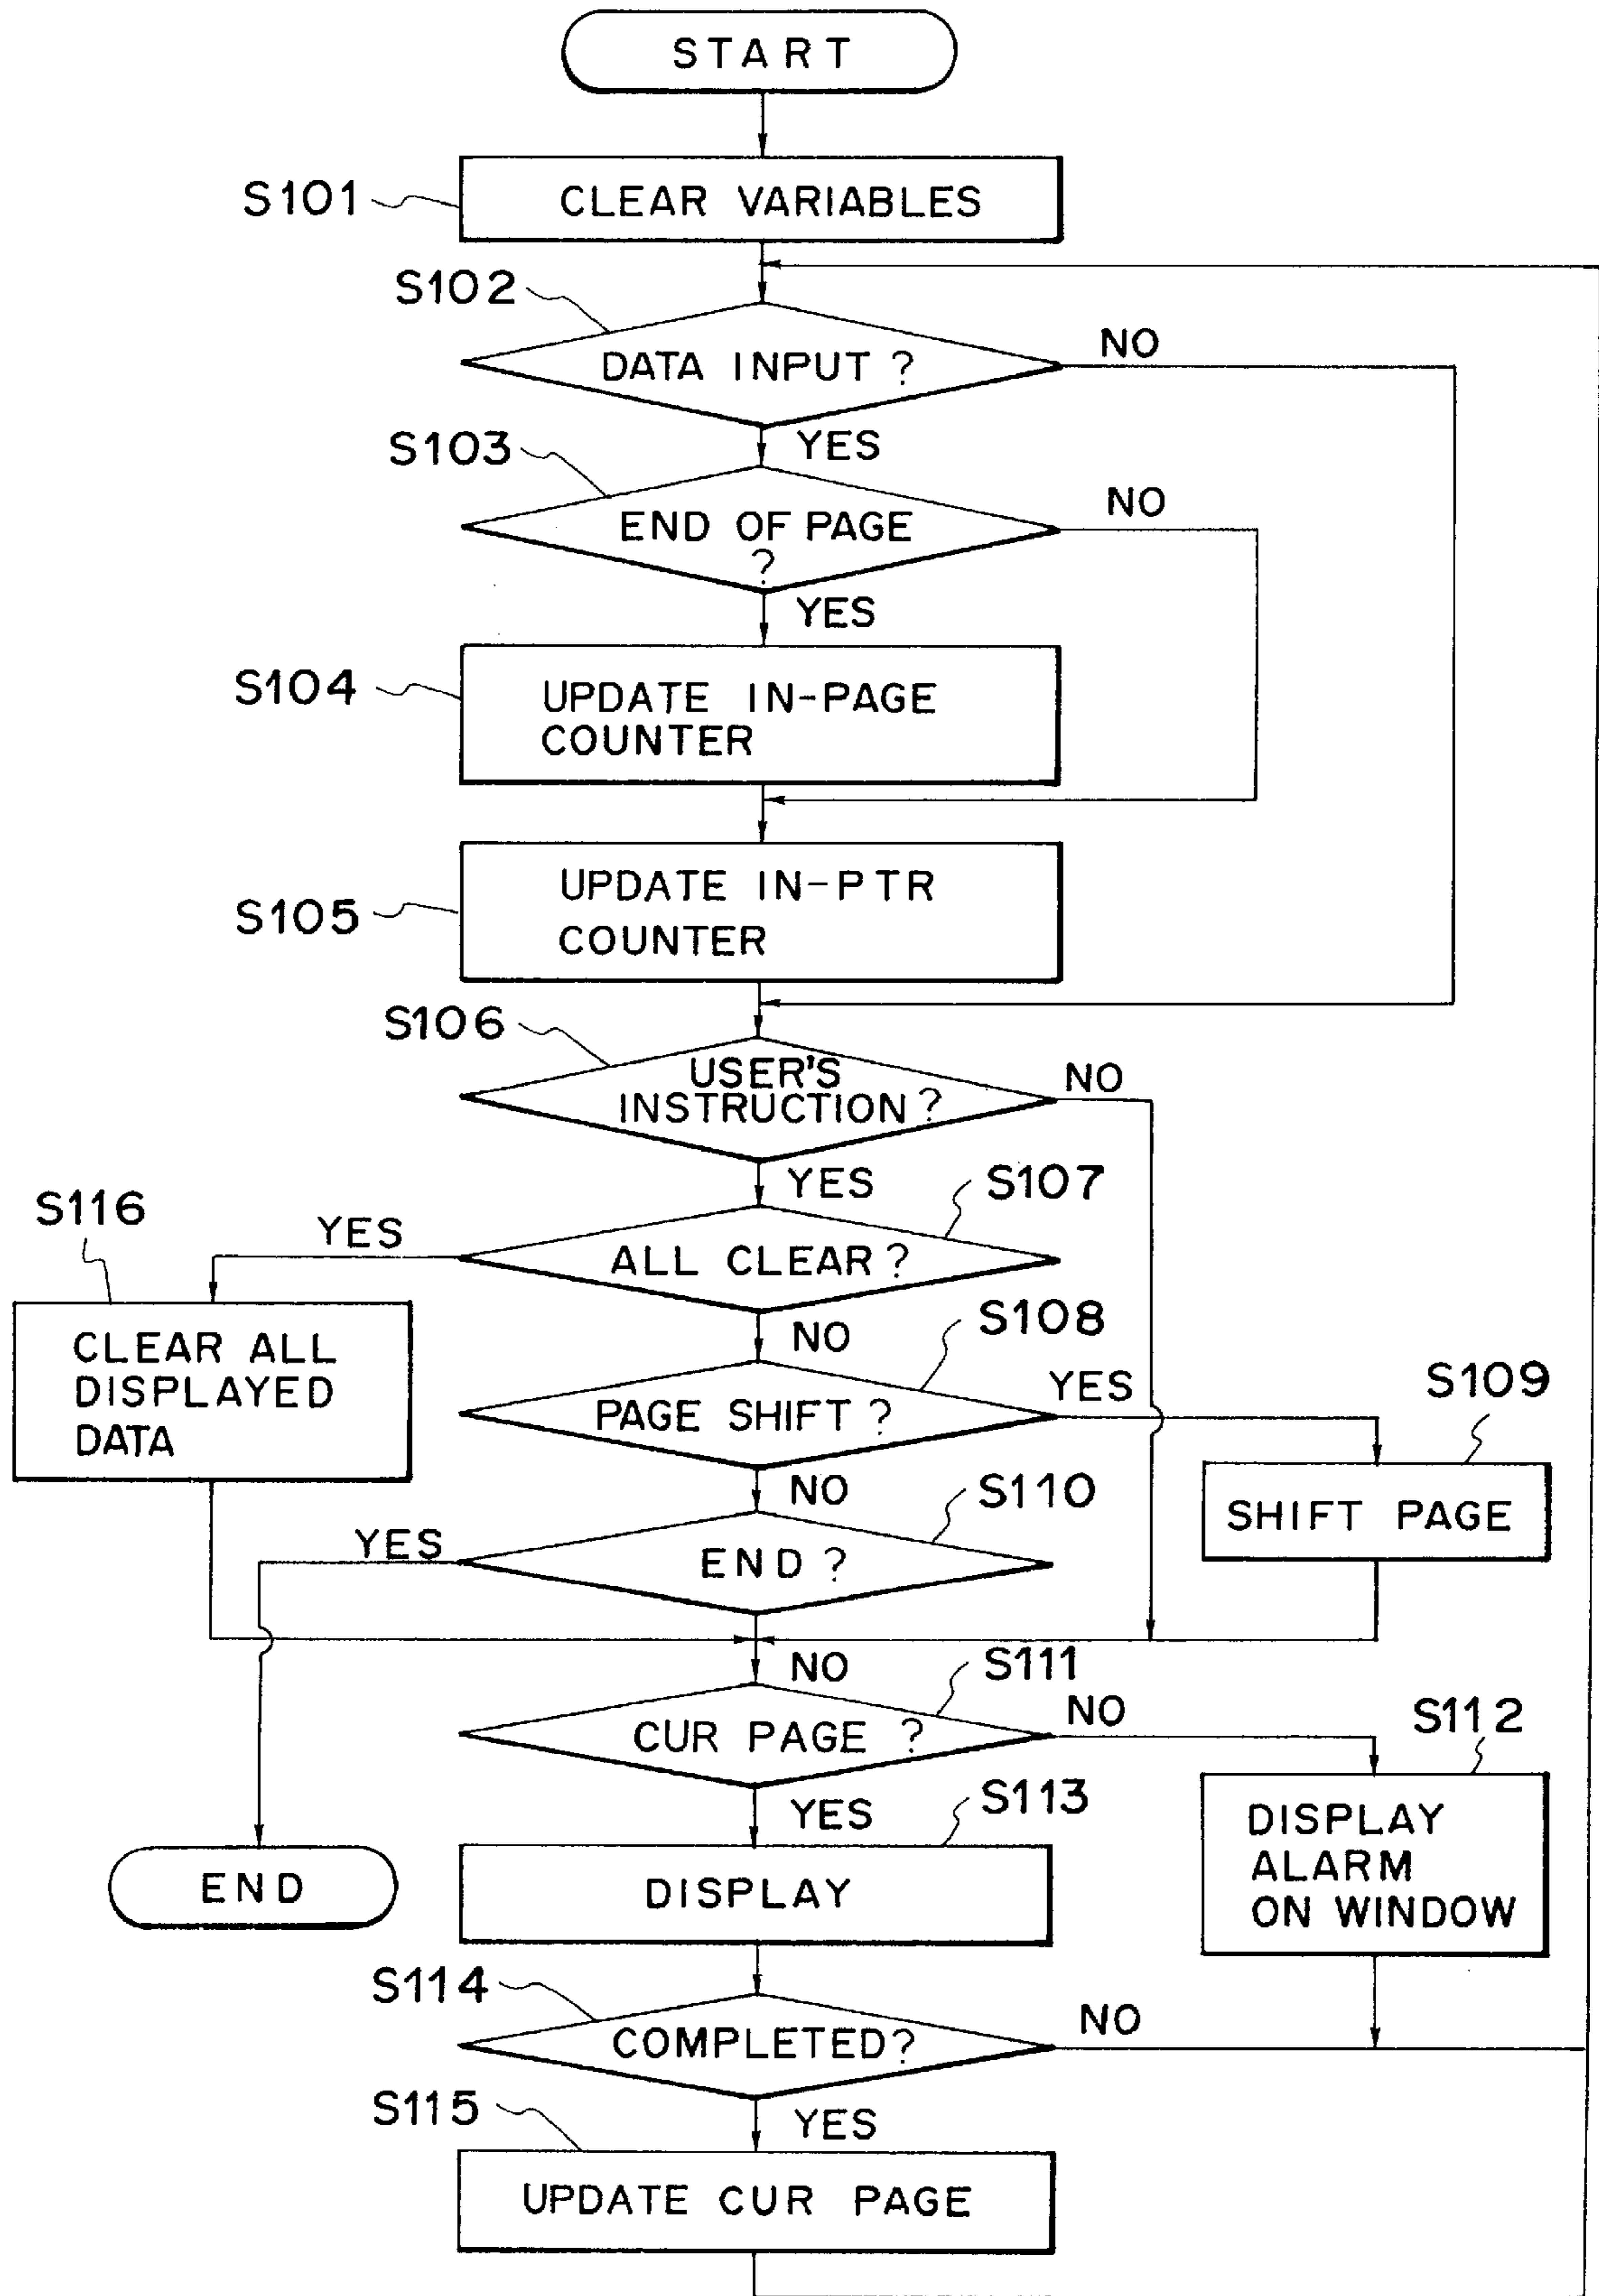 START
S101
CLEAR VARIABLES
S102
DATA INPUT ?
NO
YES
S103
END OF PAGE
?
NO
YES
S104
UPDATE IN-PAGE
COUNTER
S105
UPDATE IN-PTR
COUNTER
S106
USER'S
INSTRUCTION ?
NO
YES
S107
ALL CLEAR ?
YES
S116
CLEAR ALL
DISPLAYED
DATA
NO
S108
PAGE SHIFT ?
YES
S109
SHIFT PAGE
NO
S110
END ?
YES
END
NO
S111
CUR PAGE ?
NO
S112
DISPLAY
ALARM
ON WINDOW
YES
S113
DISPLAY
S114
COMPLETED?
NO
YES
S115
UPDATE CUR PAGE